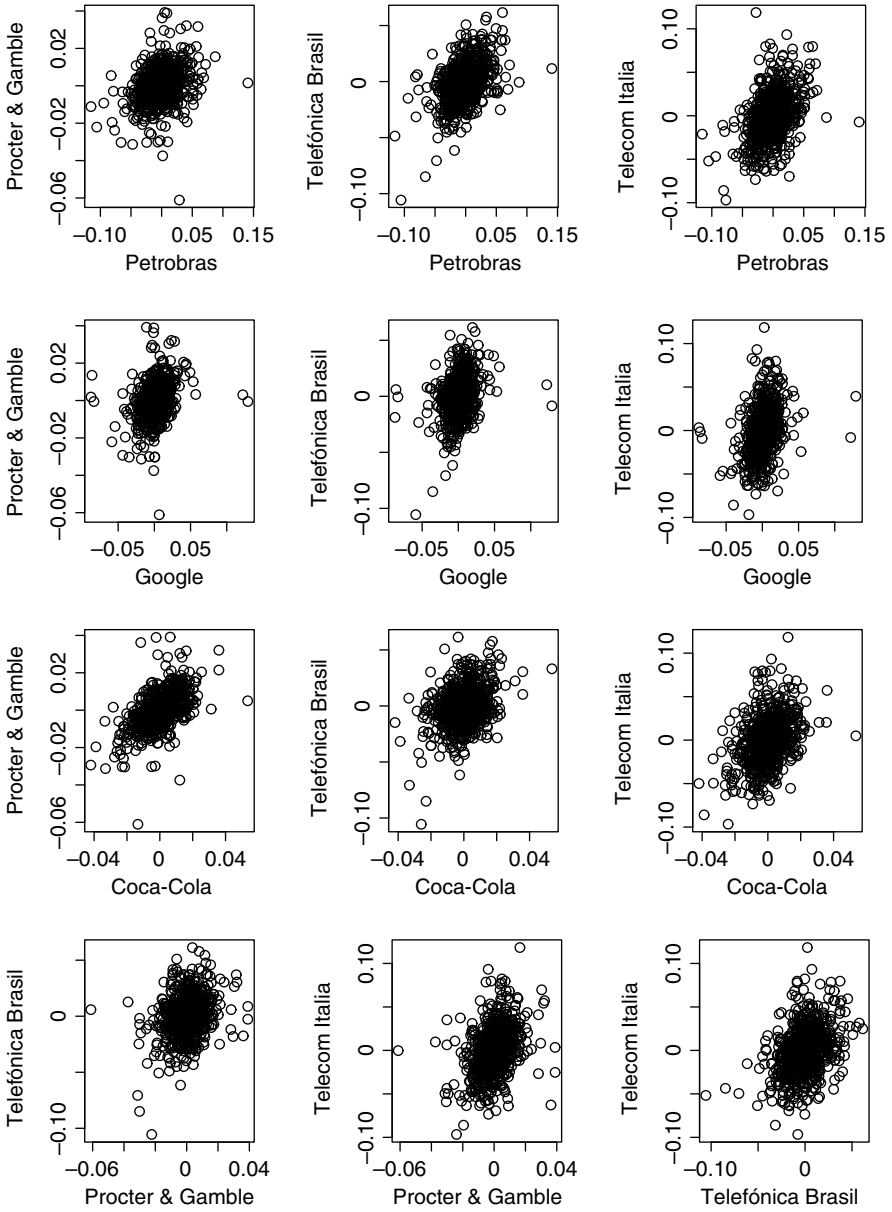 Procter & Gamble
−0.06 −0.02 0.02
−0.10 0.05 0.15
Petrobras
Telefónica Brasil
−0.10 0
−0.10 0.05 0.15
Petrobras
Telecom Italia
−0.10 0 0.10
−0.10 0.05 0.15
Petrobras
Procter & Gamble
−0.06 −0.02 0.02
−0.05 0.05
Google
Telefónica Brasil
−0.10 0
−0.05 0.05
Google
Telecom Italia
−0.10 0 0.10
−0.05 0.05
Google
Procter & Gamble
−0.06 −0.02 0.02
−0.04 0 0.04
Coca-Cola
Telefónica Brasil
−0.10 0
−0.04 0 0.04
Coca-Cola
Telecom Italia
−0.10 0 0.10
−0.04 0 0.04
Coca-Cola
Telefónica Brasil
−0.10 0
−0.06 0 0.04
Procter & Gamble
Telecom Italia
−0.10 0 0.10
−0.06 0 0.04
Procter & Gamble
Telecom Italia
−0.10 0 0.10
−0.10 0
Telefónica Brasil